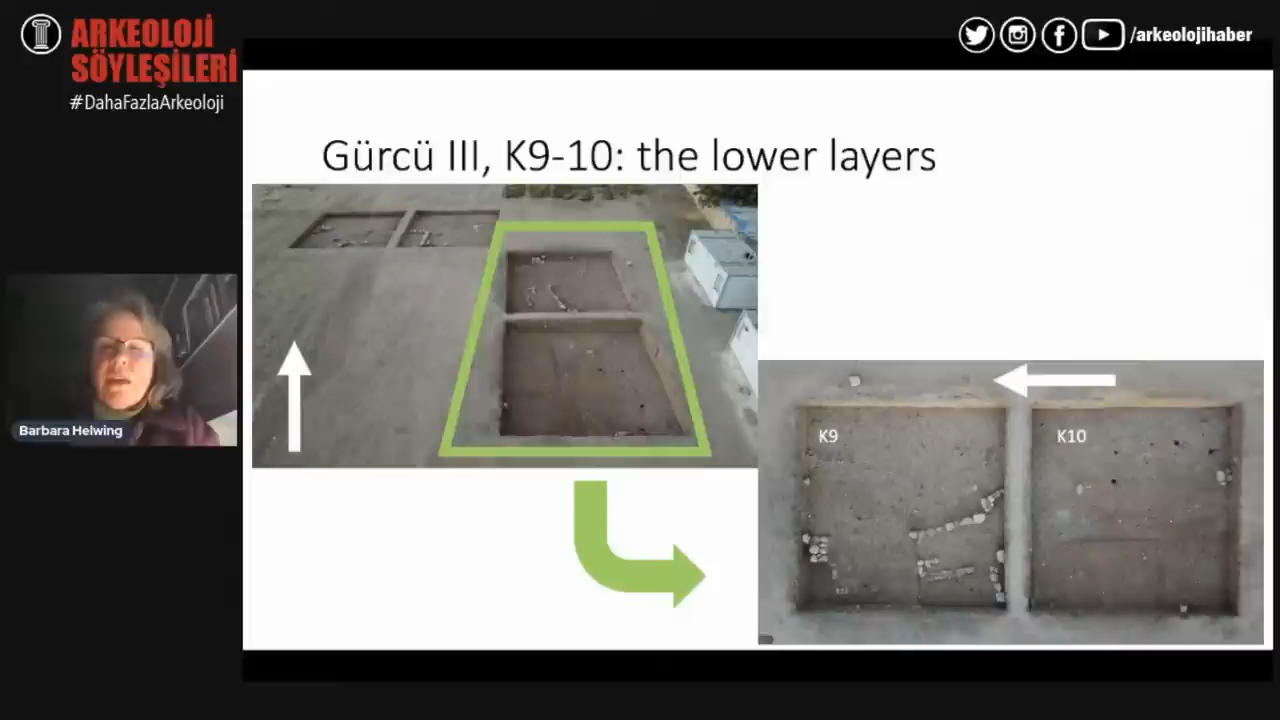 ARKEOLOJİ
SÖYLEŞİLERİ
#DahaFazlaArkeoloji
/arkeolojihaber
Gürcü III, K9-10: the lower layers
Barbara Helwing
K9
K10